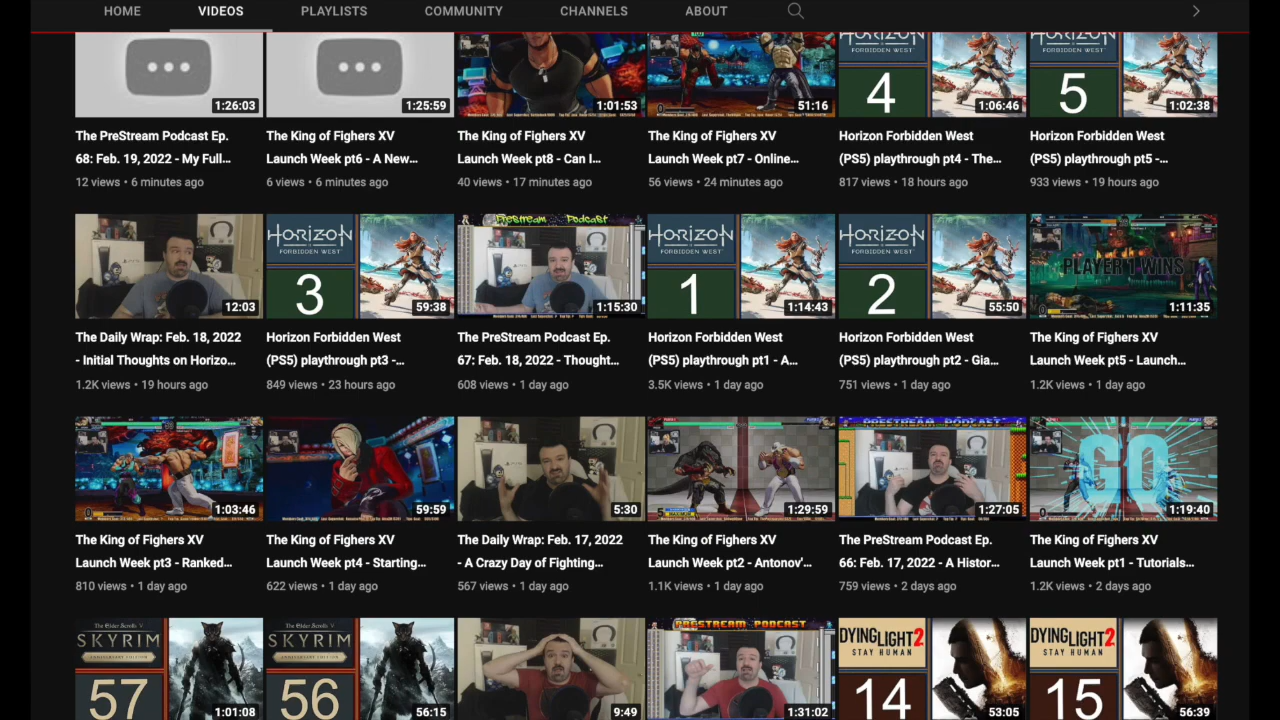 HOME VIDEOS PLAYLISTS COMMUNITY CHANNELS ABOUT
1:26:03 1:25:59 1:01:53 51:16 FORBIDDEN WEST 4 1:06:46 FORBIDDEN WEST 5 1:02:38
The PreStream Podcast Ep. 68: Feb. 19, 2022 - My Full...
12 views • 6 minutes ago
The King of Fighers XV Launch Week pt6 - A New...
6 views • 6 minutes ago
The King of Fighers XV Launch Week pt8 - Can I...
40 views • 17 minutes ago
The King of Fighers XV Launch Week pt7 - Online...
56 views • 24 minutes ago
Horizon Forbidden West (PS5) playthrough pt4 - The...
817 views • 18 hours ago
Horizon Forbidden West (PS5) playthrough pt5 -...
933 views • 19 hours ago
12:03
The Daily Wrap: Feb. 18, 2022 - Initial Thoughts on Horizo...
1.2K views • 19 hours ago
HORIZON
FORBIDDEN WEST
3
59:38
Horizon Forbidden West (PS5) playthrough pt3 -...
849 views • 23 hours ago
PreStream Podcast
1:15:30
The PreStream Podcast Ep. 67: Feb. 18, 2022 - Thought...
608 views • 1 day ago
HORIZON
FORBIDDEN WEST
1
1:14:43
Horizon Forbidden West (PS5) playthrough pt1 - A...
3.5K views • 1 day ago
HORIZON
FORBIDDEN WEST
2
55:50
Horizon Forbidden West (PS5) playthrough pt2 - Gia...
751 views • 1 day ago
PLAYER 1 WINS
1:11:35
The King of Fighers XV Launch Week pt5 - Launch...
1.2K views • 1 day ago
1:03:46
The King of Fighers XV Launch Week pt3 - Ranked...
810 views • 1 day ago
59:59
The King of Fighers XV Launch Week pt4 - Starting...
622 views • 1 day ago
5:30
The Daily Wrap: Feb. 17, 2022 - A Crazy Day of Fighting...
567 views • 1 day ago
1:29:59
The King of Fighers XV Launch Week pt2 - Antonov'...
1.1K views • 1 day ago
PRESTREAM PODCAST
1:27:05
The PreStream Podcast Ep. 66: Feb. 17, 2022 - A Histor...
759 views • 2 days ago
GO
1:19:40
The King of Fighers XV Launch Week pt1 - Tutorials...
1.2K views • 2 days ago
The Elder Scrolls V
SKYRIM
ANNIVERSARY EDITION
57
1:01:08
The Elder Scrolls V
SKYRIM
ANNIVERSARY EDITION
56
56:15
9:49
PRESTREAM PODCAST
1:31:02
DYING LIGHT 2
STAY HUMAN
14
53:05
DYING LIGHT 2
STAY HUMAN
15
56:39